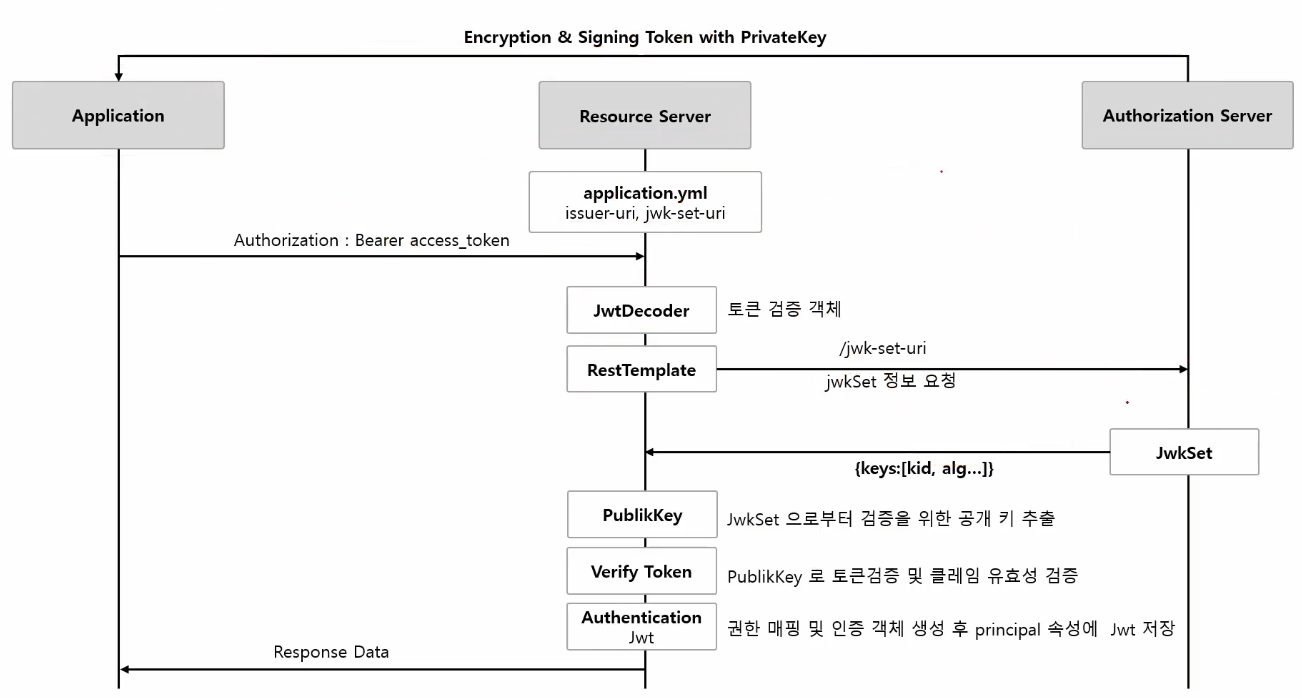 Encryption & Signing Token with PrivateKey
Application
Resource Server
Authorization Server
application.yml
issuer-uri, jwk-set-uri
Authorization : Bearer access_token
JwtDecoder
토큰 검증 객체
/jwk-set-uri
RestTemplate
jwkSet 정보 요청
JwkSet
{keys:[kid, alg...]}
PublikKey
JwkSet 으로부터 검증을 위한 공개 키 추출
Verify Token
PublikKey 로 토큰검증 및 클레임 유효성 검증
Authentication
Jwt
권한 매핑 및 인증 객체 생성 후 principal 속성에 Jwt 저장
Response Data